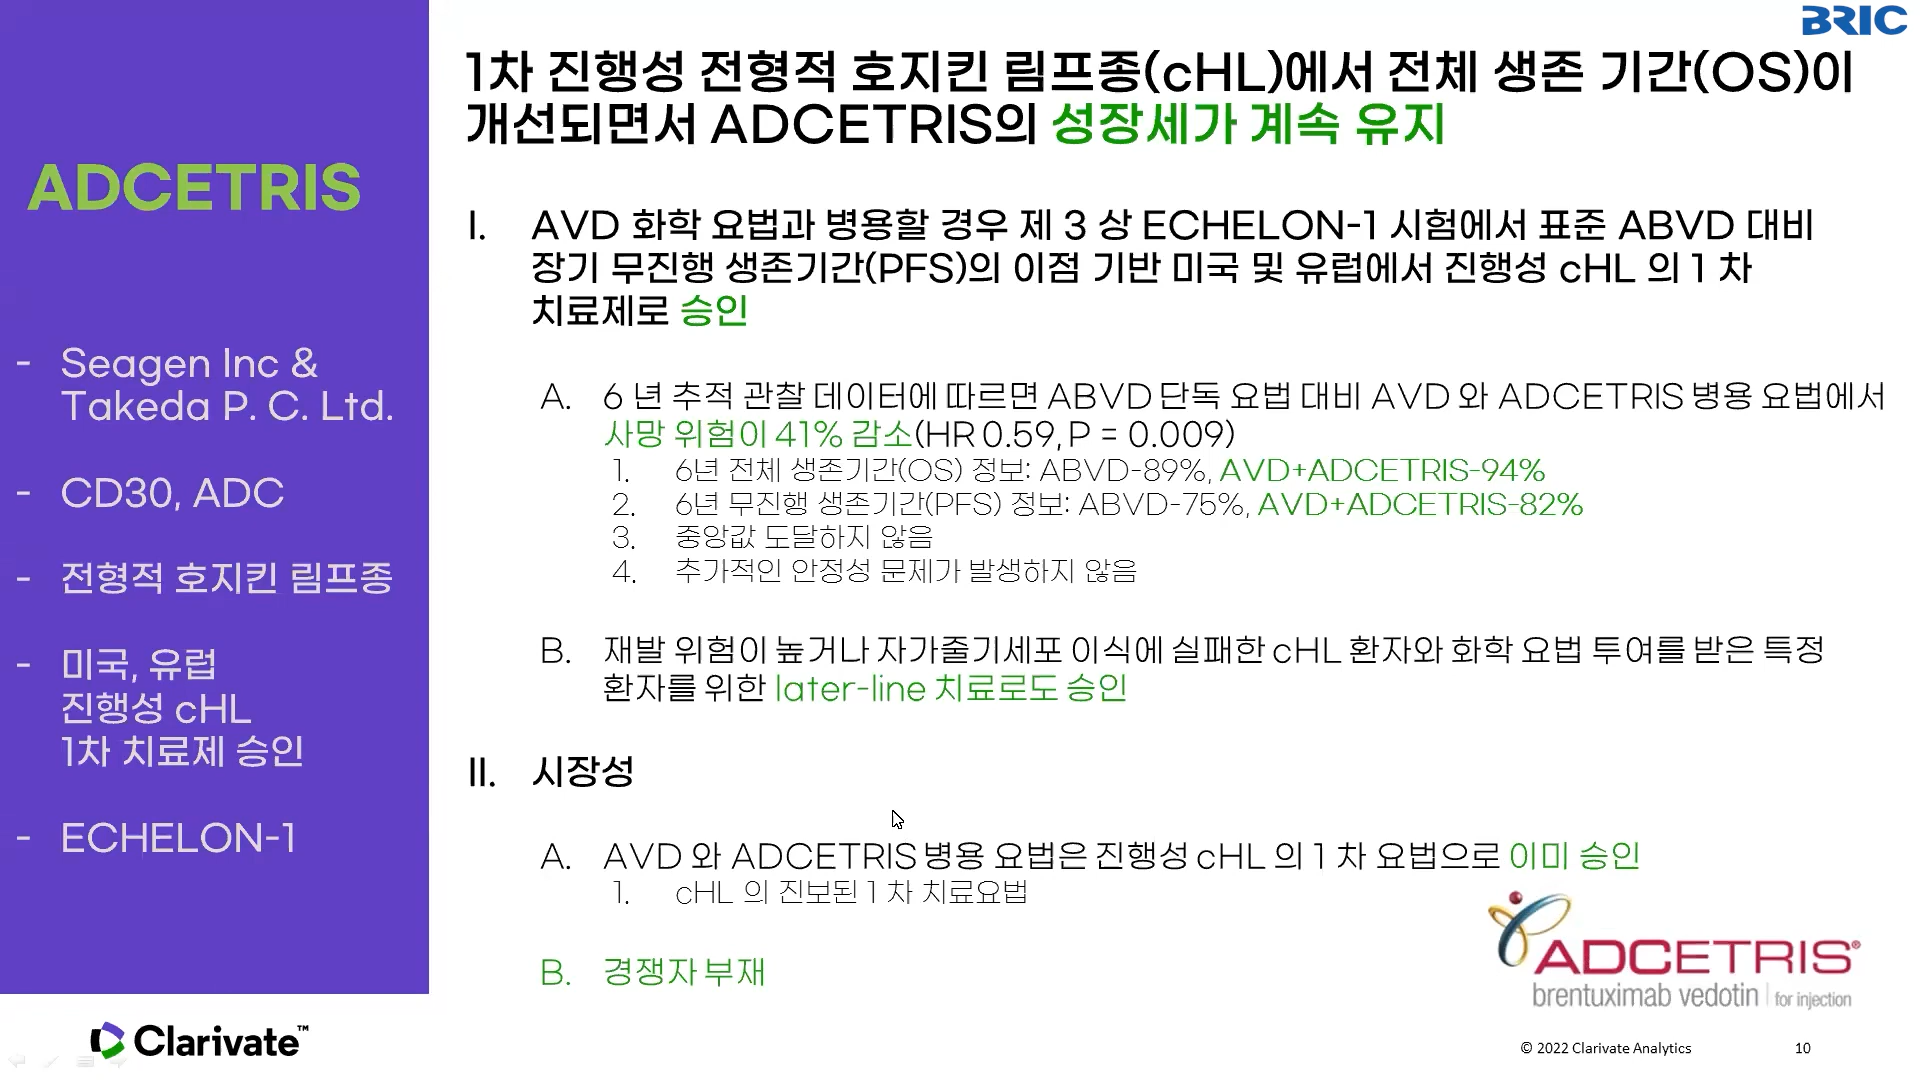 BRIC
1차 진행성 전형적 호지킨 림프종(cHL)에서 전체 생존 기간(OS)이
개선되면서 ADCETRIS의 성장세가 계속 유지
ADCETRIS
- Seagen Inc &
Takeda P. C. Ltd.
- CD30, ADC
- 전형적 호지킨 림프종
- 미국, 유럽
진행성 cHL
1차 치료제 승인
- ECHELON-1
I. AVD 화학 요법과 병용할 경우 제 3 상 ECHELON-1 시험에서 표준 ABVD 대비
장기 무진행 생존기간(PFS)의 이점 기반 미국 및 유럽에서 진행성 cHL 의 1 차
치료제로 승인
A. 6 년 추적 관찰 데이터에 따르면 ABVD 단독 요법 대비 AVD 와 ADCETRIS 병용 요법에서
사망 위험이 41% 감소(HR 0.59, P = 0.009)
1. 6년 전체 생존기간(OS) 정보: ABVD-89%, AVD+ADCETRIS-94%
2. 6년 무진행 생존기간(PFS) 정보: ABVD-75%, AVD+ADCETRIS-82%
3. 중앙값 도달하지 않음
4. 추가적인 안정성 문제가 발생하지 않음
B. 재발 위험이 높거나 자가줄기세포 이식에 실패한 cHL 환자와 화학 요법 투여를 받은 특정
환자를 위한 later-line 치료로도 승인
II. 시장성
A. AVD 와 ADCETRIS 병용 요법은 진행성 cHL 의 1 차 요법으로 이미 승인
1. cHL 의 진보된 1 차 치료요법
B. 경쟁자 부재
ADCETRIS®
brentuximab vedotin | for injection
Clarivate™
© 2022 Clarivate Analytics
10